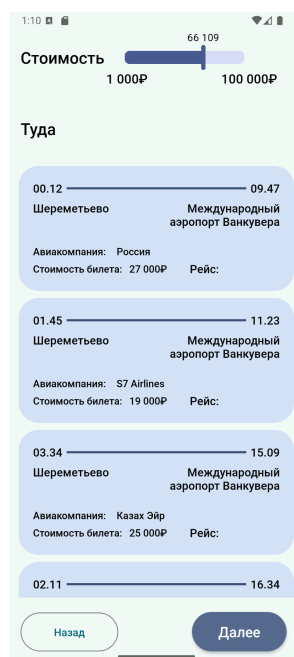 1:10
66 109
Стоимость
1 000₽ 100 000₽
Туда
00.12 09.47
Шереметьево Международный
аэропорт Ванкувера
Авиакомпания: Россия
Стоимость билета: 27 000₽ Рейс:
01.45 11.23
Шереметьево Международный
аэропорт Ванкувера
Авиакомпания: S7 Airlines
Стоимость билета: 19 000₽ Рейс:
03.34 15.09
Шереметьево Международный
аэропорт Ванкувера
Авиакомпания: Казах Эйр
Стоимость билета: 25 000₽ Рейс:
02.11 16.34
Назад Далее